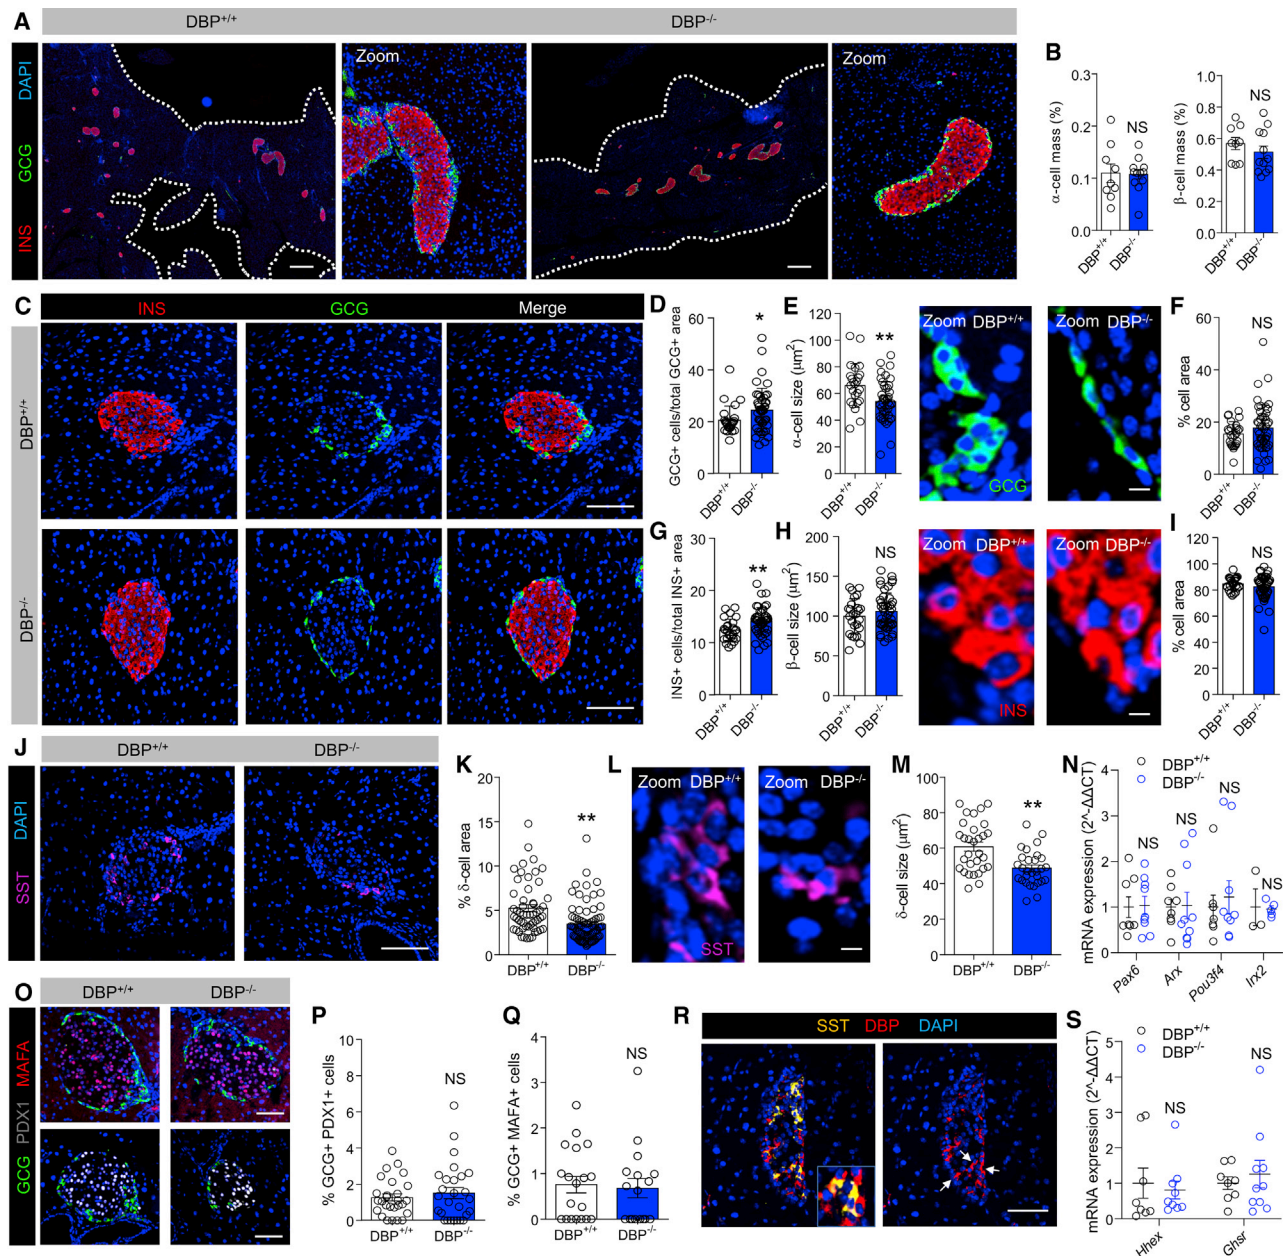 A
DBP+/+
DBP-/-
INS GCG DAPI
Zoom
Zoom
B
α-cell mass (%)
0.3
0.2
0.1
0.0
NS
DBP+/+
DBP-/-
β-cell mass (%)
1.0
0.8
0.6
0.4
0.2
0.0
NS
DBP+/+
DBP-/-
C
INS
GCG
Merge
DBP+/+
DBP-/-
D
GCG+ cells/total GCG+ area
60
40
20
0
*
DBP+/+
DBP-/-
E
α-cell size (μm²)
120
100
80
60
40
20
0
**
DBP+/+
DBP-/-
Zoom DBP+/+
GCG
Zoom DBP-/-
F
% cell area
60
40
20
0
NS
DBP+/+
DBP-/-
G
INS+ cells/total INS+ area
30
20
10
0
**
DBP+/+
DBP-/-
H
β-cell size (μm²)
200
150
100
50
0
NS
DBP+/+
DBP-/-
Zoom DBP+/+
INS
Zoom DBP-/-
I
% cell area
120
100
80
60
40
20
0
NS
DBP+/+
DBP-/-
J
DBP+/+
DBP-/-
SST DAPI
K
% δ-cell area
20
15
10
5
0
**
DBP+/+
DBP-/-
L
Zoom DBP+/+
SST
Zoom DBP-/-
M
δ-cell size (μm²)
80
60
40
20
0
**
DBP+/+
DBP-/-
N
mRNA expression (2^-ΔΔCT)
4
3
2
1
0
DBP+/+
DBP-/-
NS
NS
NS
NS
Pax6
Arx
Pou3f4
Irx2
O
DBP+/+
DBP-/-
GCG PDX1 MAFA
P
% GCG+ PDX1+ cells
10
8
6
4
2
0
NS
DBP+/+
DBP-/-
Q
% GCG+ MAFA+ cells
4
3
2
1
0
NS
DBP+/+
DBP-/-
R
SST DBP DAPI
S
mRNA expression (2^-ΔΔCT)
5
4
3
2
1
0
DBP+/+
DBP-/-
NS
NS
Hhex
Ghsr